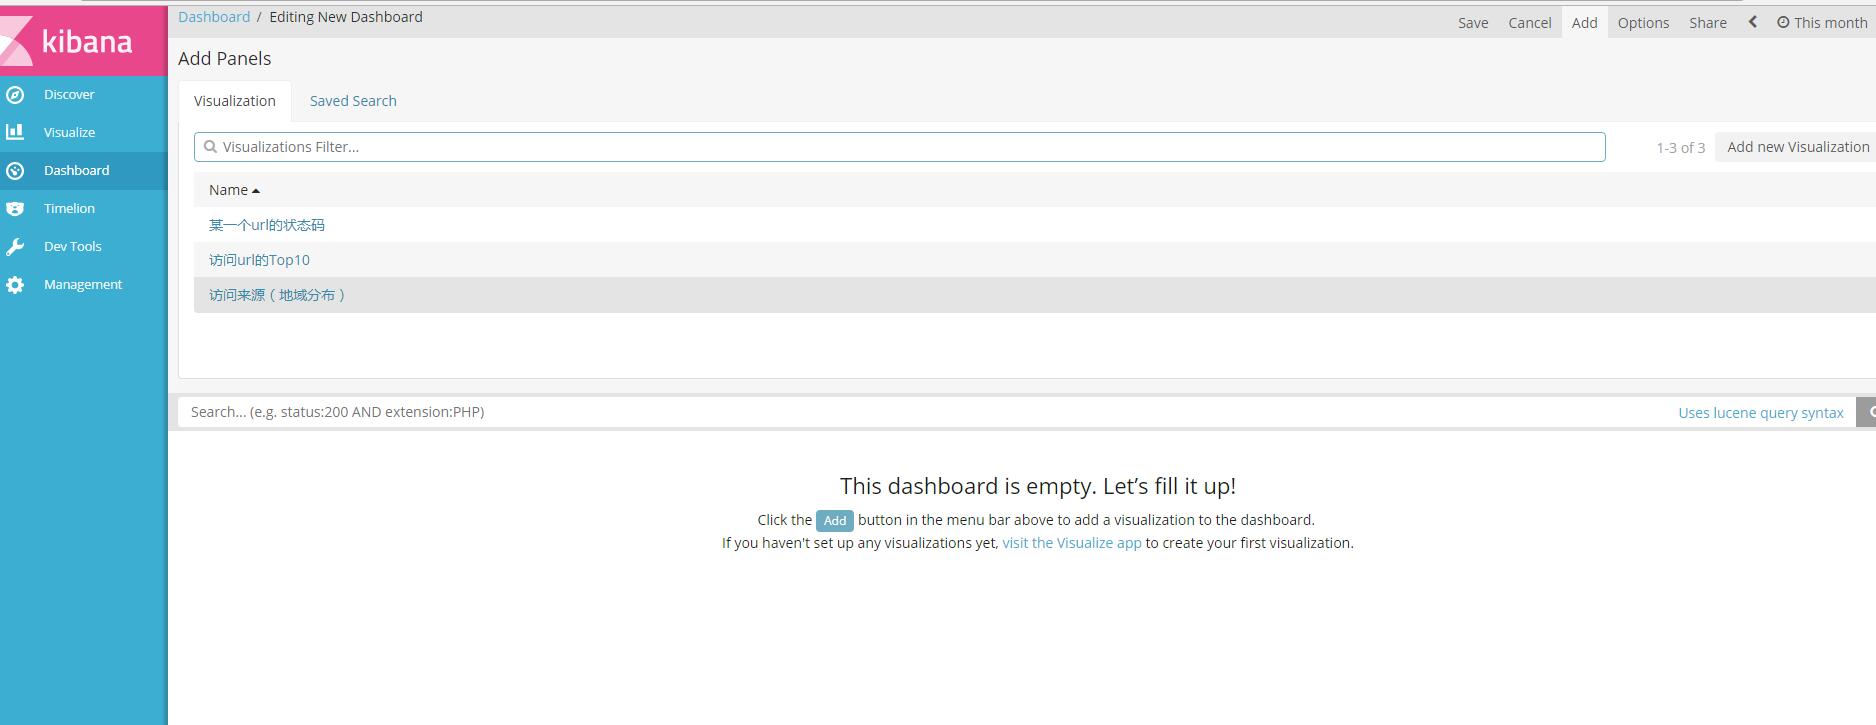 Dashboard / Editing New Dashboard
Save Cancel Add Options Share This month
kibana
Add Panels
Discover
Visualize
Dashboard
Timelion
Dev Tools
Management
Visualization Saved Search
Visualizations Filter...
1-3 of 3 Add new Visualization
Name
某一个url的状态码
访问url的Top10
访问来源（地域分布）
Search... (e.g. status:200 AND extension:PHP)
Uses lucene query syntax
This dashboard is empty. Let’s fill it up!
Click the Add button in the menu bar above to add a visualization to the dashboard.
If you haven't set up any visualizations yet, visit the Visualize app to create your first visualization.